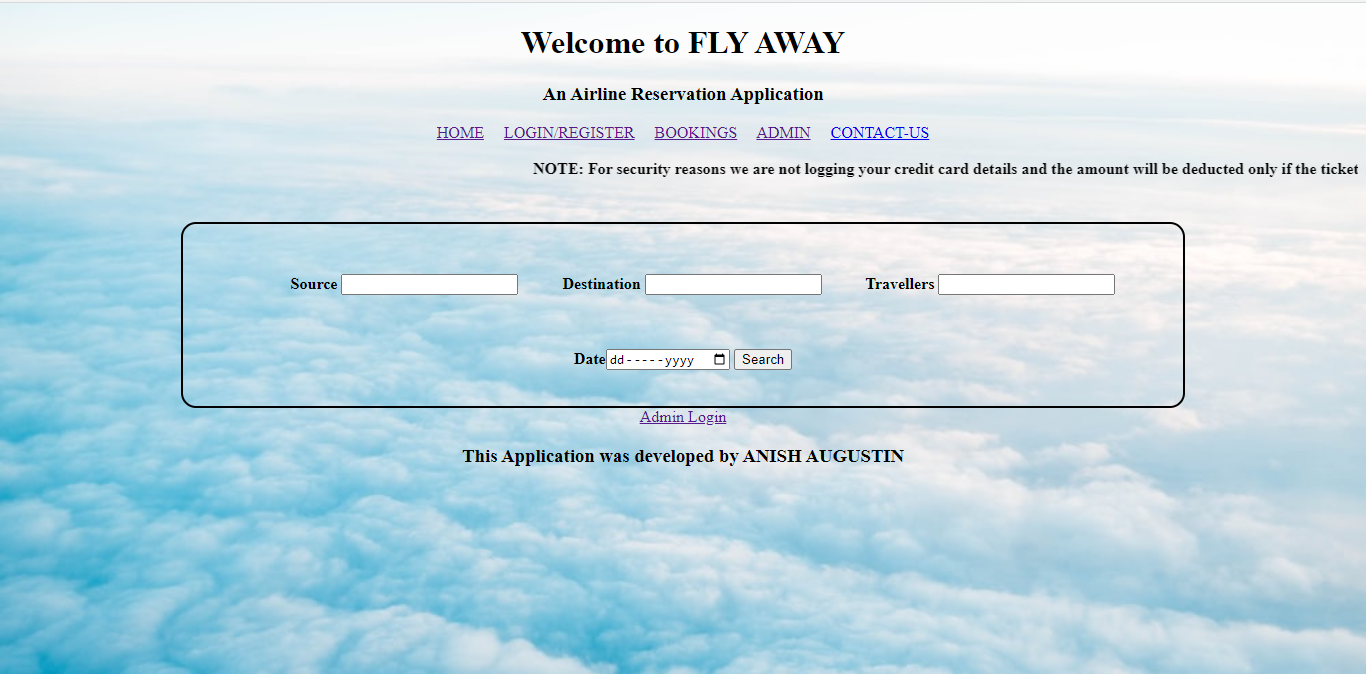 Welcome to FLY AWAY
An Airline Reservation Application
HOME LOGIN/REGISTER BOOKINGS ADMIN CONTACT-US
NOTE: For security reasons we are not logging your credit card details and the amount will be deducted only if the ticket
Source Destination Travellers
Date dd-----yyyy Search
Admin Login
This Application was developed by ANISH AUGUSTIN